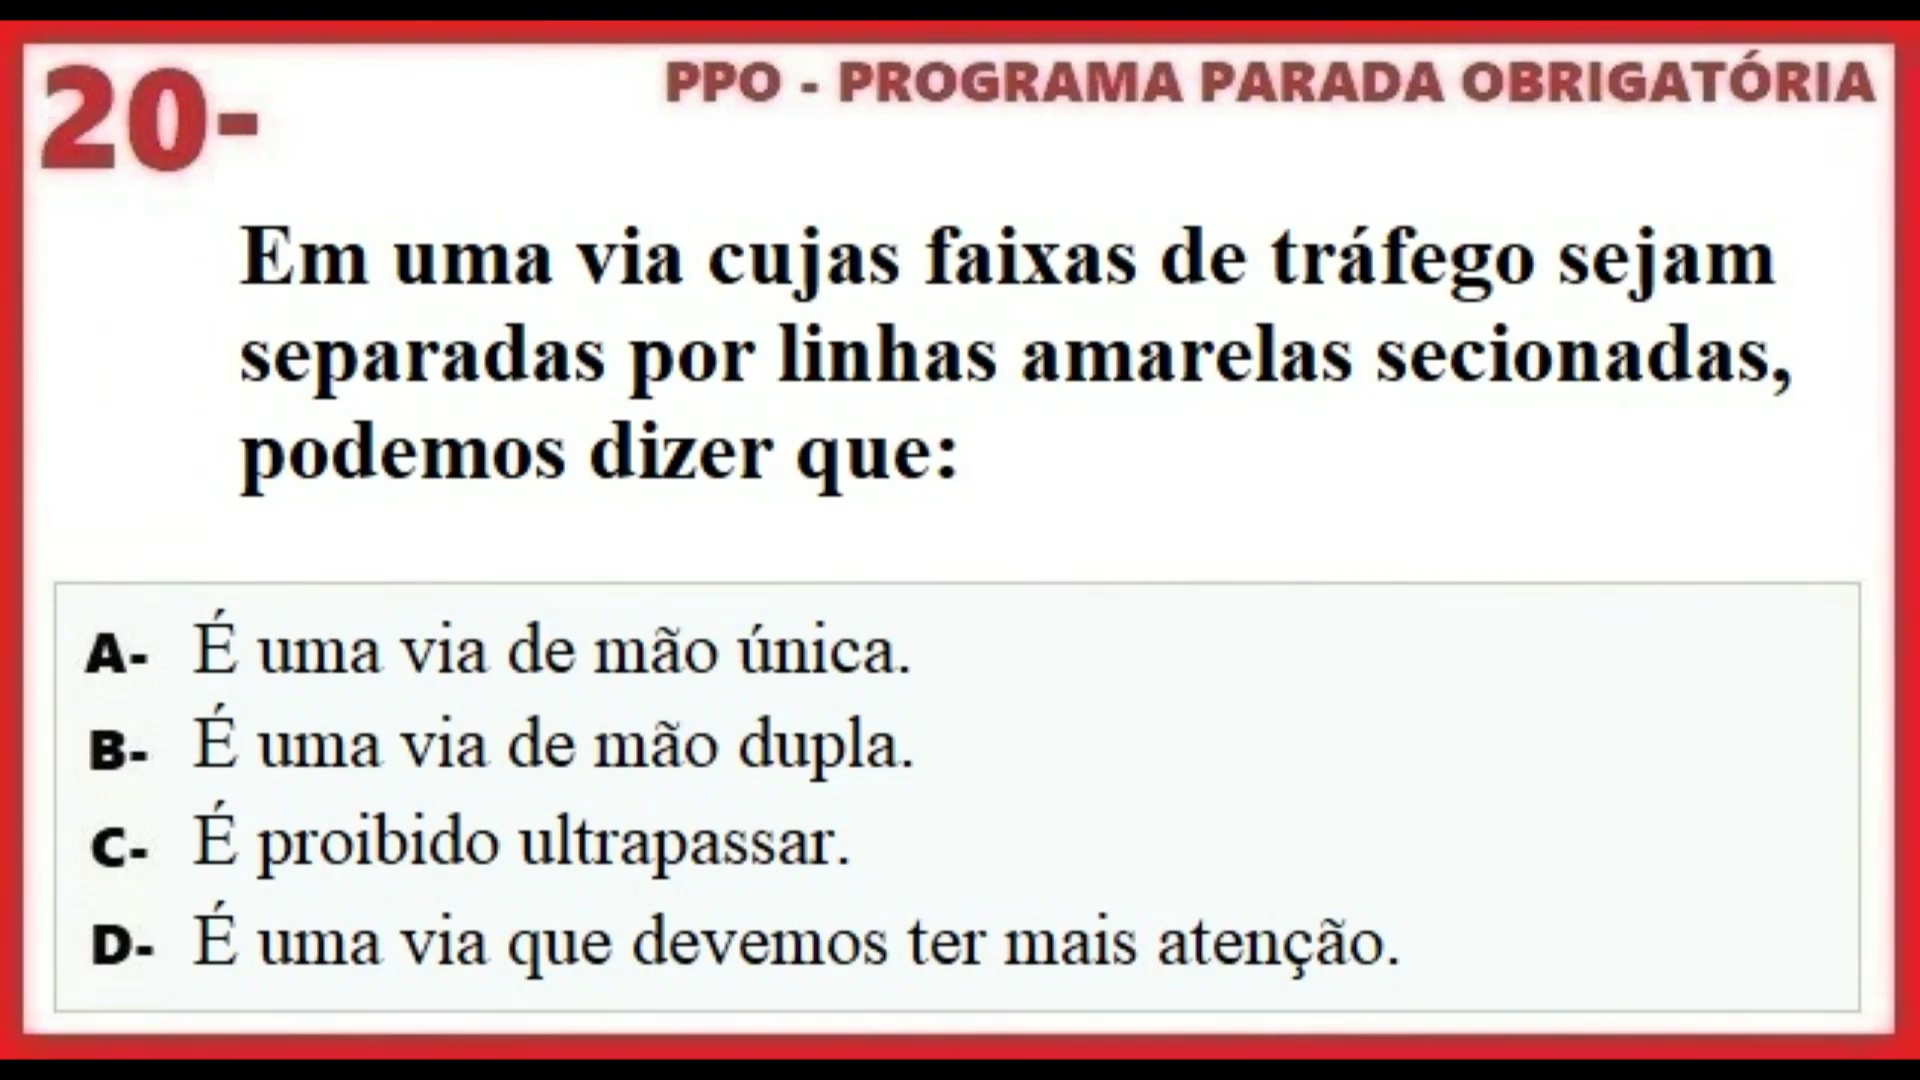 20-
PPO - PROGRAMA PARADA OBRIGATÓRIA
Em uma via cujas faixas de tráfego sejam
separadas por linhas amarelas secionadas,
podemos dizer que:
A- É uma via de mão única.
B- É uma via de mão dupla.
C- É proibido ultrapassar.
D- É uma via que devemos ter mais atenção.